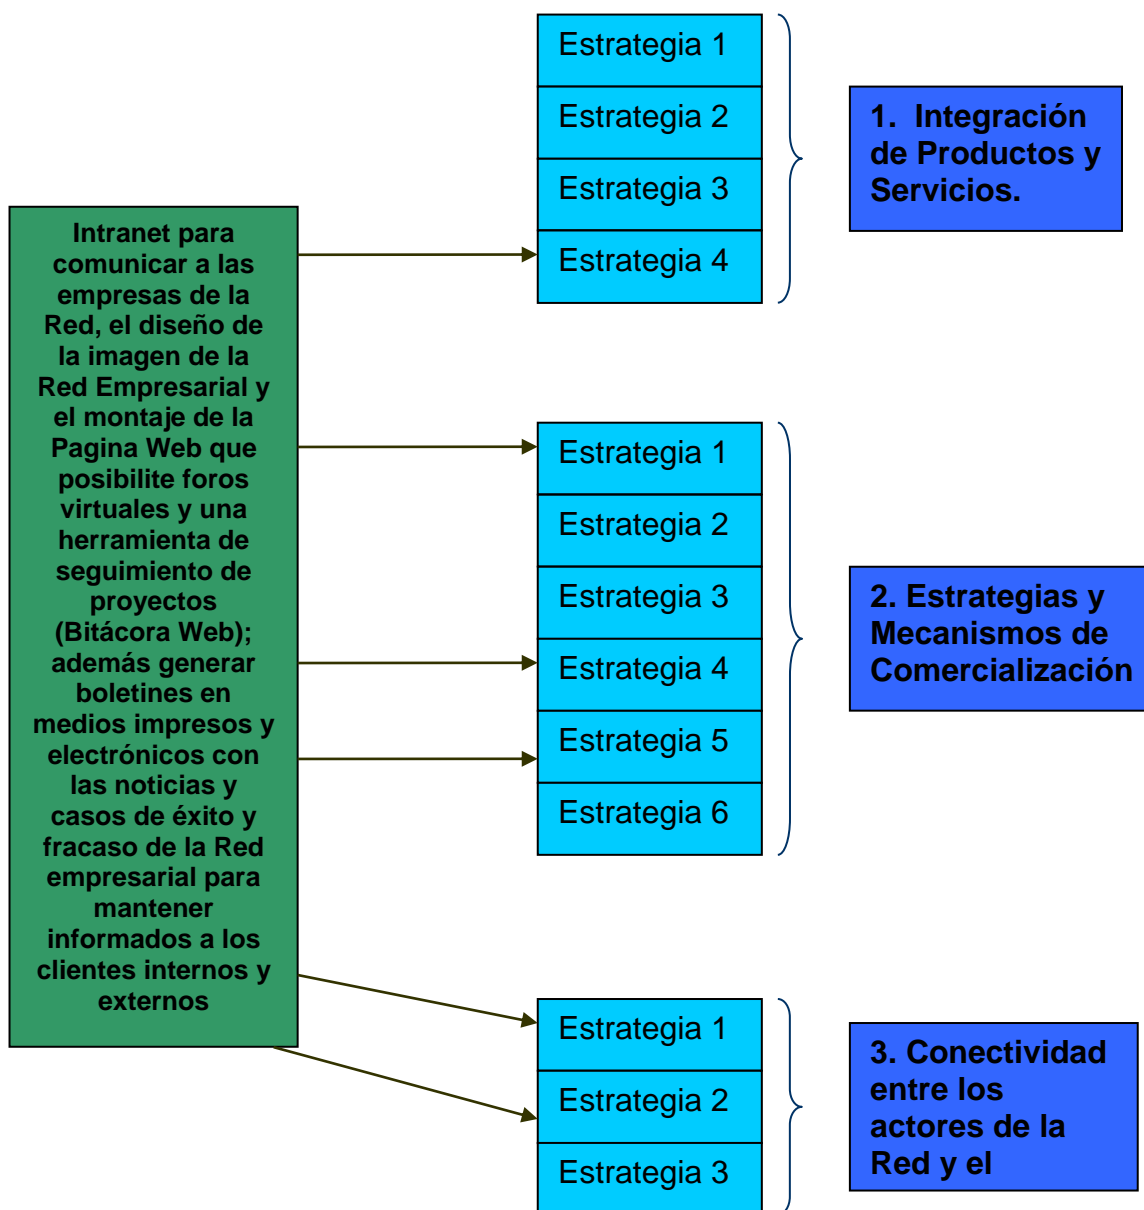 Estrategia 1
Estrategia 2
Estrategia 3
Estrategia 4
1.  Integración
de Productos y
Servicios.
Intranet para
comunicar a las
empresas de la
Red, el diseño de
la imagen de la
Red Empresarial y
el montaje de la
Pagina Web que
posibilite foros
virtuales y una
herramienta de
seguimiento de
proyectos
(Bitácora Web);
además generar
boletines en
medios impresos y
electrónicos con
las noticias y
casos de éxito y
fracaso de la Red
empresarial para
mantener
informados a los
clientes internos y
externos
Estrategia 1
Estrategia 2
Estrategia 3
Estrategia 4
Estrategia 5
Estrategia 6
2. Estrategias y
Mecanismos de
Comercialización
Estrategia 1
Estrategia 2
Estrategia 3
3. Conectividad
entre los
actores de la
Red y el